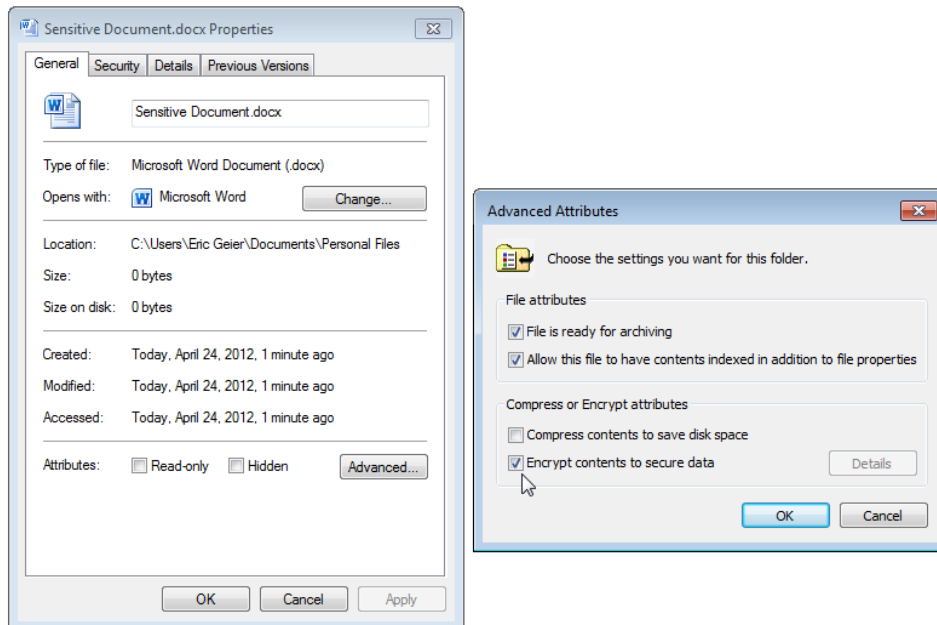 Sensitive Document.docx Properties
General Security Details Previous Versions
Sensitive Document.docx
Type of file: Microsoft Word Document (.docx)
Opens with: Microsoft Word Change...
Location: C:\Users\Eric Geier\Documents\Personal Files
Size: 0 bytes
Size on disk: 0 bytes
Created: Today, April 24, 2012, 1 minute ago
Modified: Today, April 24, 2012, 1 minute ago
Accessed: Today, April 24, 2012, 1 minute ago
Attributes: Read-only Hidden Advanced...
OK Cancel Apply
Advanced Attributes
Choose the settings you want for this folder.
File attributes
File is ready for archiving
Allow this file to have contents indexed in addition to file properties
Compress or Encrypt attributes
Compress contents to save disk space
Encrypt contents to secure data Details
OK Cancel